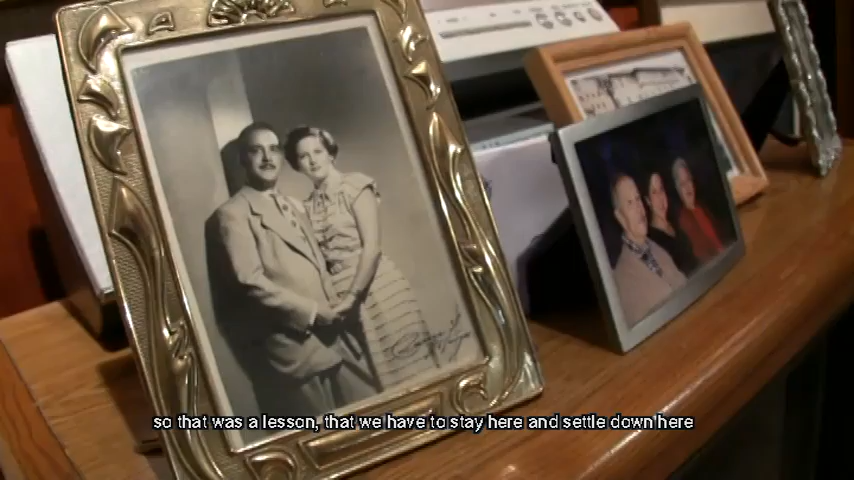 so that was a lesson, that we have to stay here and settle down here